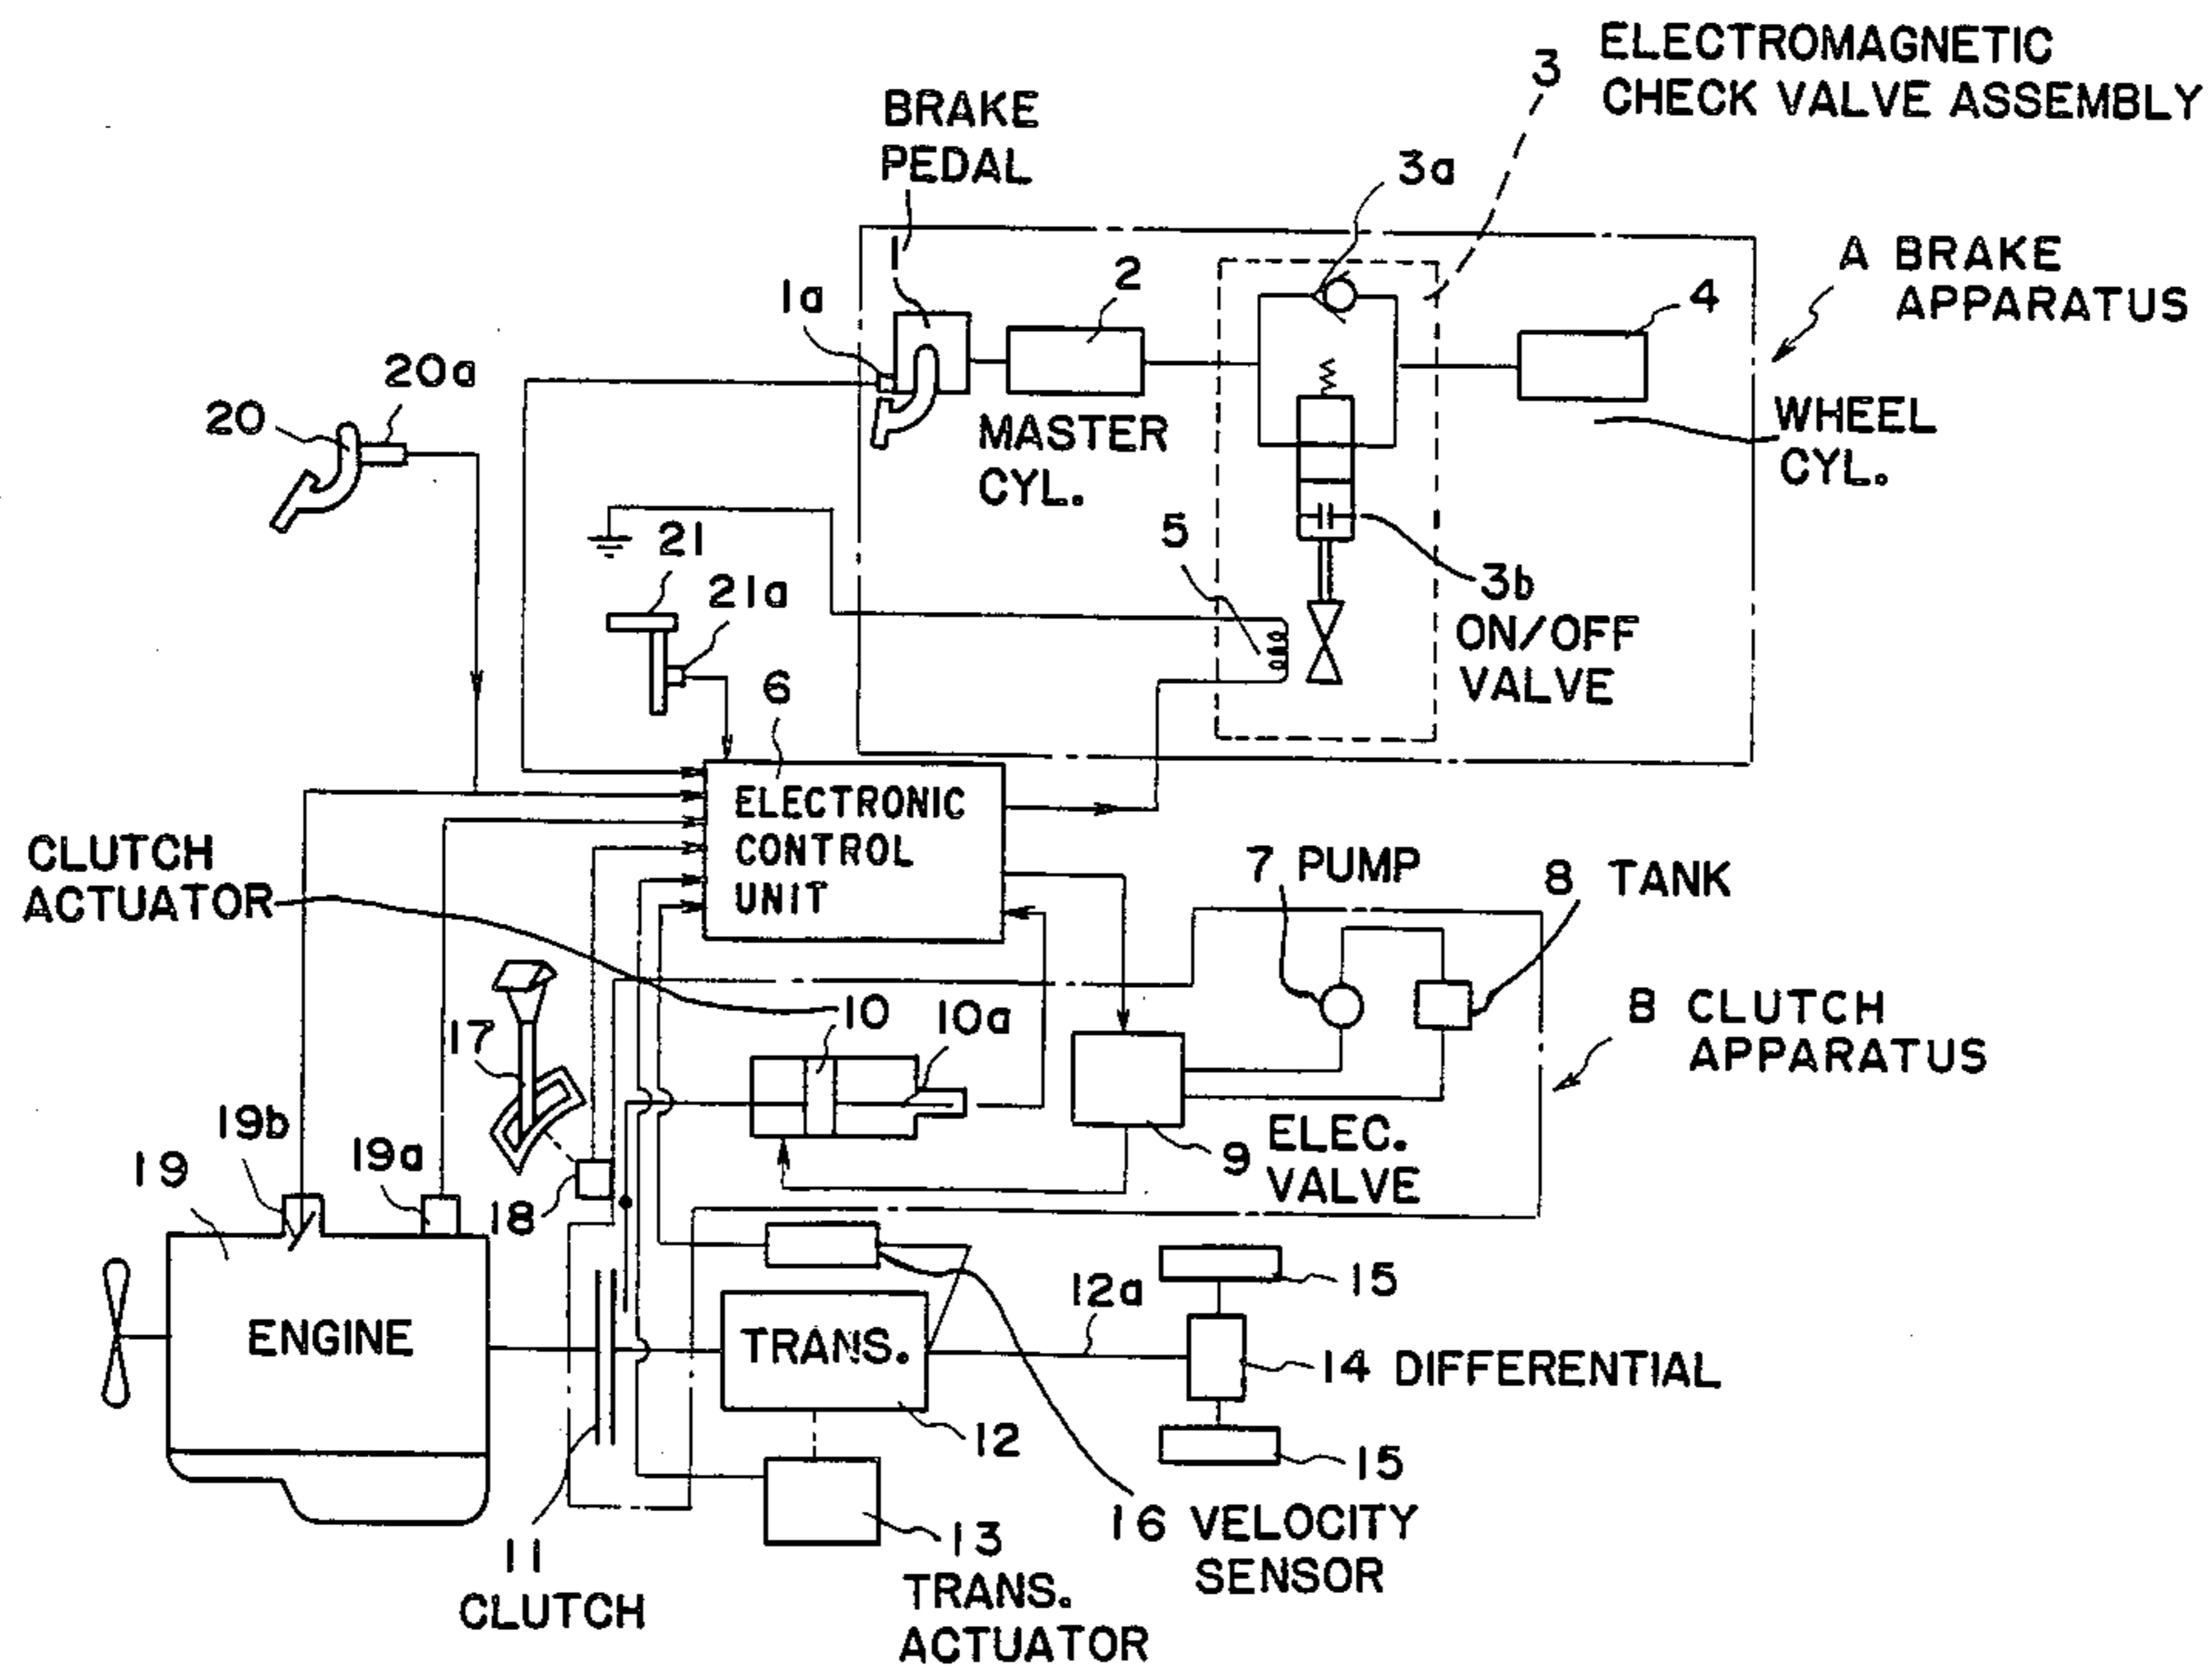 3 ELECTROMAGNETIC
CHECK VALVE ASSEMBLY
BRAKE
PEDAL
3a
1
2
1a
4
A BRAKE
APPARATUS
20a
20
MASTER
CYL.
WHEEL
CYL.
5
21
21a
3b
ON/OFF
VALVE
6
ELECTRONIC
CONTROL
UNIT
CLUTCH
ACTUATOR
7 PUMP
8 TANK
10
10a
17
8 CLUTCH
APPARATUS
19b
19a
19
18
9 ELEC.
VALVE
12a
15
ENGINE
TRANS.
14 DIFFERENTIAL
12
15
11
CLUTCH
13
TRANS.
ACTUATOR
16 VELOCITY
SENSOR